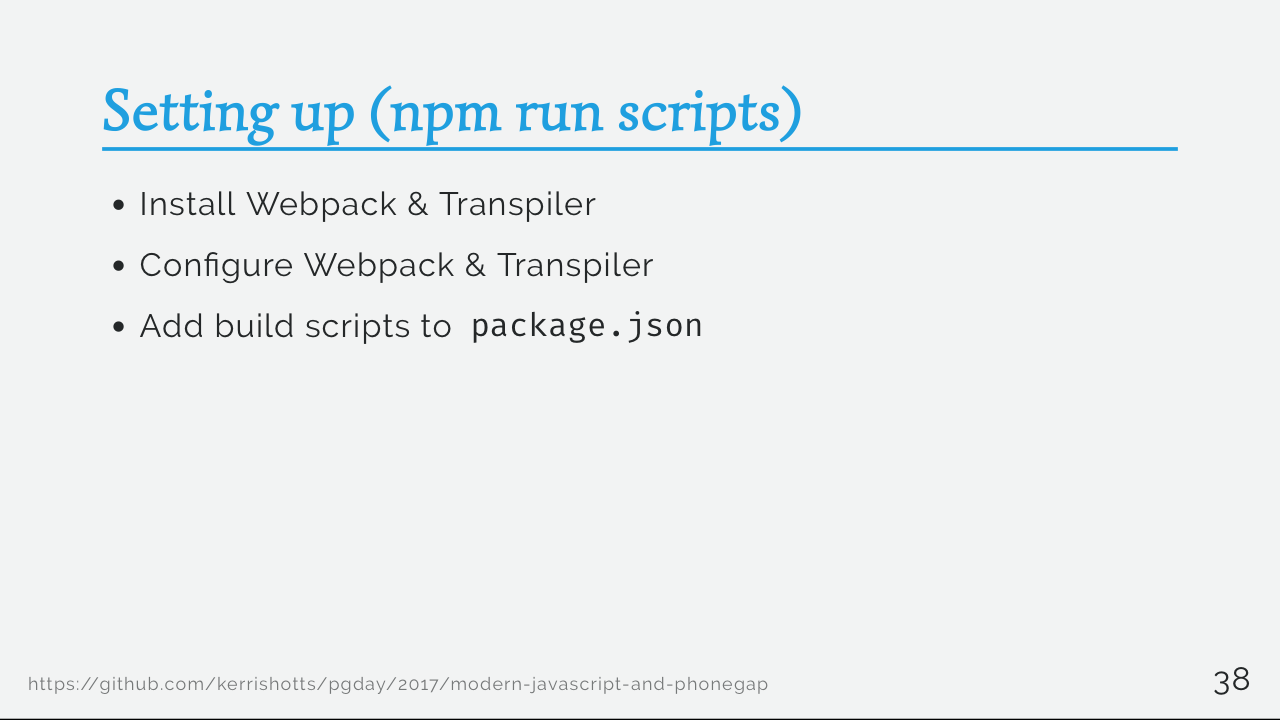 Setting up (npm run scripts)
• Install Webpack & Transpiler
• Configure Webpack & Transpiler
• Add build scripts to package.json
https://github.com/kerrishotts/pgday/2017/modern-javascript-and-phonegap
38